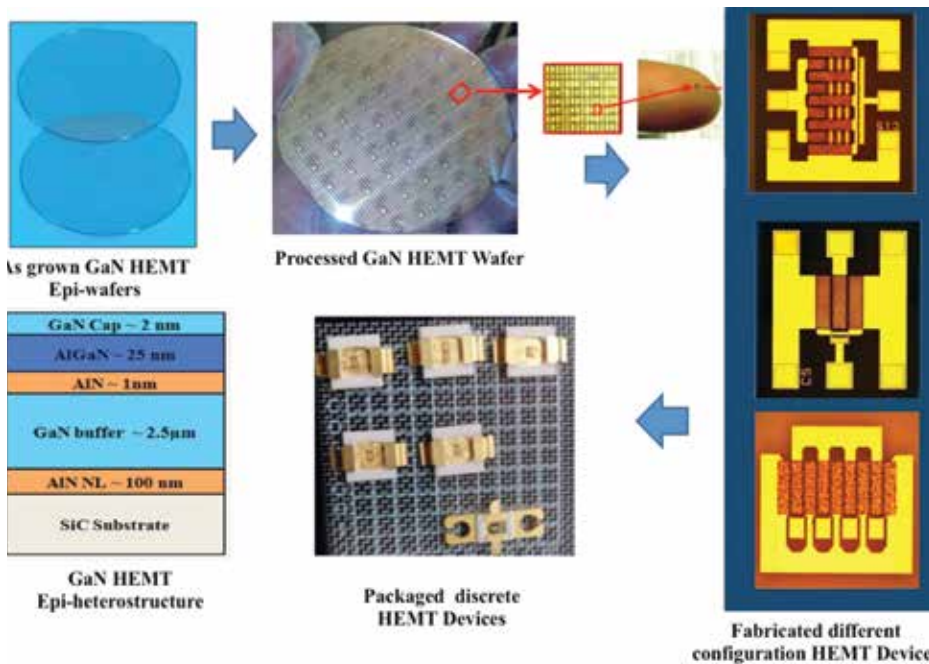 As grown GaN HEMT
Epi-wafers
Processed GaN HEMT Wafer
GaN Cap ~ 2 nm
AlGaN ~ 25 nm
AlN ~ 1nm
GaN buffer ~ 2.5μm
AlN NL ~ 100 nm
SiC Substrate
GaN HEMT
Epi-heterostructure
Packaged discrete
HEMT Devices
C5
Fabricated different
configuration HEMT Device